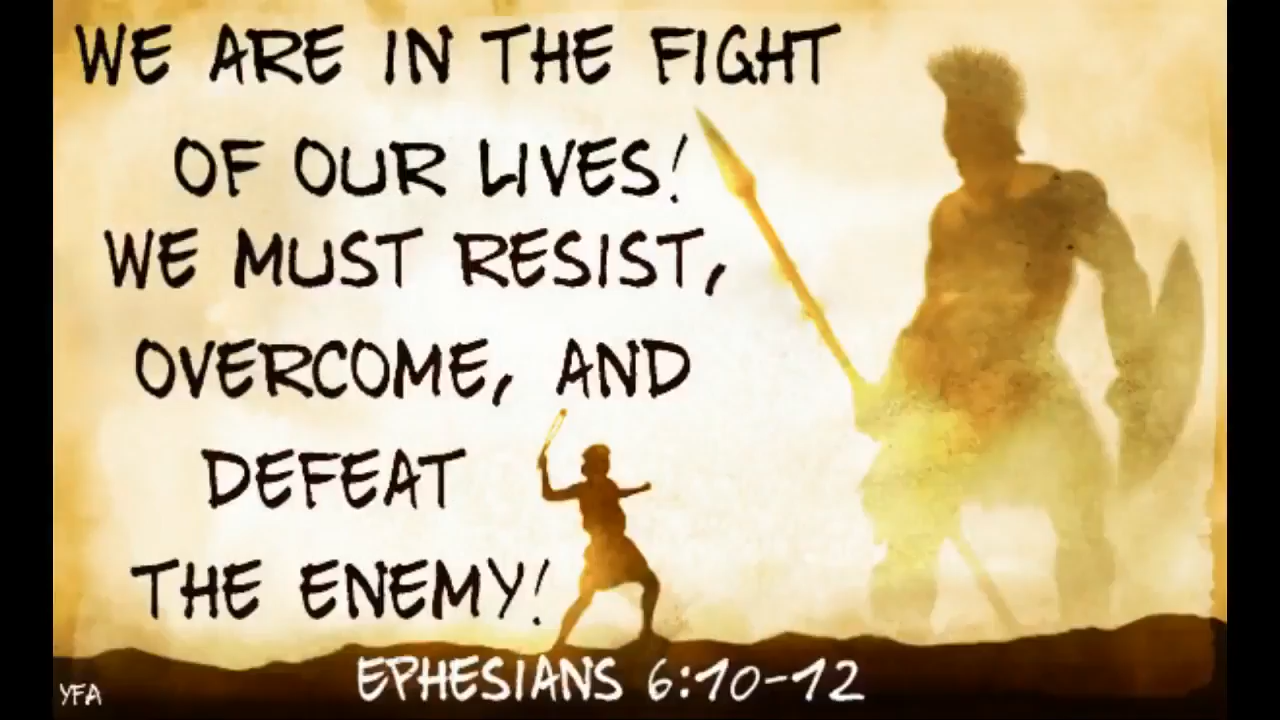 WE ARE IN THE FIGHT
OF OUR LIVES!
WE MUST RESIST,
OVERCOME, AND
DEFEAT
THE ENEMY!
EPHESIANS 6:10-12
YFA